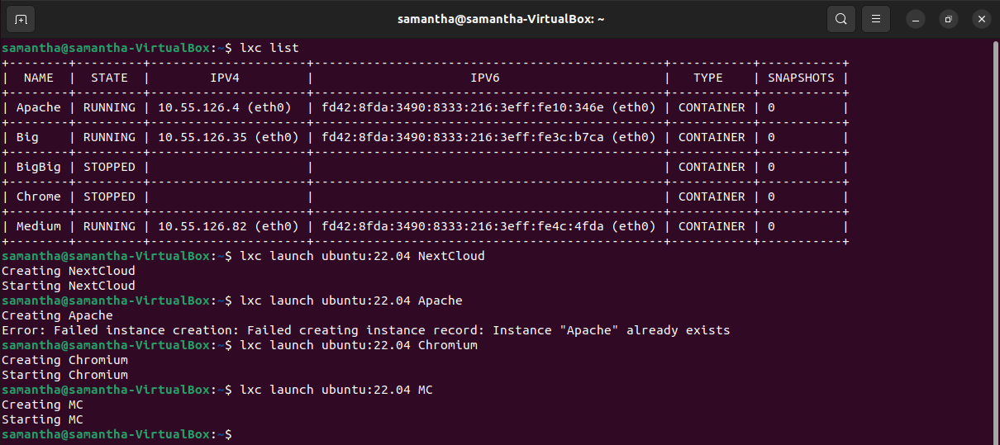 samantha@samantha-VirtualBox: ~
samantha@samantha-VirtualBox:~$ lxc list
+--------+---------+---------------------+-----------------------------------------------+-----------+-----------+
|  NAME  |  STATE  |        IPV4         |                     IPV6                      |   TYPE    | SNAPSHOTS |
+--------+---------+---------------------+-----------------------------------------------+-----------+-----------+
| Apache | RUNNING | 10.55.126.4 (eth0)  | fd42:8fda:3490:8333:216:3eff:fe10:346e (eth0) | CONTAINER | 0         |
+--------+---------+---------------------+-----------------------------------------------+-----------+-----------+
| Big    | RUNNING | 10.55.126.35 (eth0) | fd42:8fda:3490:8333:216:3eff:fe3c:b7ca (eth0) | CONTAINER | 0         |
+--------+---------+---------------------+-----------------------------------------------+-----------+-----------+
| BigBig | STOPPED |                     |                                               | CONTAINER | 0         |
+--------+---------+---------------------+-----------------------------------------------+-----------+-----------+
| Chrome | STOPPED |                     |                                               | CONTAINER | 0         |
+--------+---------+---------------------+-----------------------------------------------+-----------+-----------+
| Medium | RUNNING | 10.55.126.82 (eth0) | fd42:8fda:3490:8333:216:3eff:fe4c:4fda (eth0) | CONTAINER | 0         |
+--------+---------+---------------------+-----------------------------------------------+-----------+-----------+
samantha@samantha-VirtualBox:~$ lxc launch ubuntu:22.04 NextCloud
Creating NextCloud
Starting NextCloud
samantha@samantha-VirtualBox:~$ lxc launch ubuntu:22.04 Apache
Creating Apache
Error: Failed instance creation: Failed creating instance record: Instance "Apache" already exists
samantha@samantha-VirtualBox:~$ lxc launch ubuntu:22.04 Chromium
Creating Chromium
Starting Chromium
samantha@samantha-VirtualBox:~$ lxc launch ubuntu:22.04 MC
Creating MC
Starting MC
samantha@samantha-VirtualBox:~$